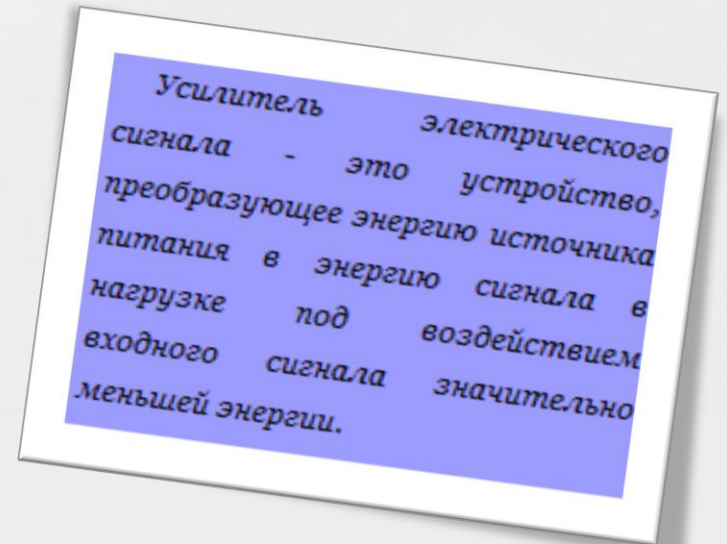 Усилитель электрического
сигнала - это устройство,
преобразующее энергию источника
питания в энергию сигнала в
нагрузке под воздействием
входного сигнала значительно
меньшей энергии.